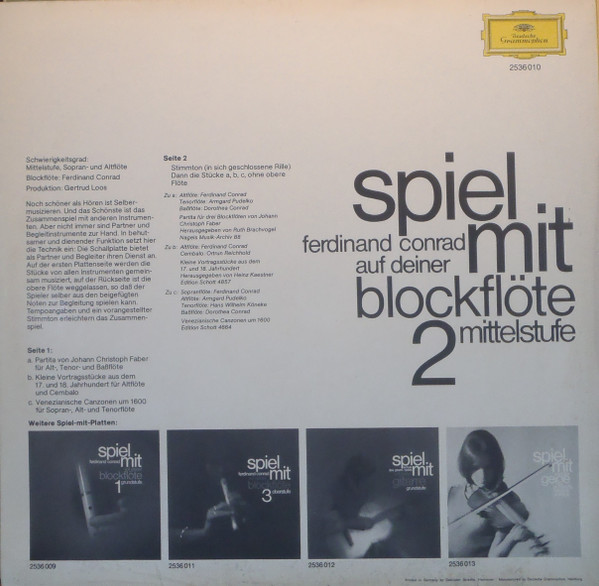 Deutsche
Grammophon
2536 010
Schwierigkeitsgrad:
Mittelstufe, Sopran- und Altflöte
Blockflöte: Ferdinand Conrad
Produktion: Gertrud Loos
Noch schöner als Hören ist Selber-
musizieren. Und das Schönste ist das
Zusammenspiel mit anderen Instrumen-
ten. Aber nicht immer sind Partner und
Begleitinstrumente zur Hand. In behut-
samer und dienender Funktion setzt hier
die Technik ein: Die Schallplatte bietet
als Partner und Begleiter ihren Dienst an.
Auf der ersten Plattenseite werden die
Stücke von allen Instrumenten gemein-
sam musiziert, auf der Rückseite ist die
obere Flöte weggelassen, so daß der
Spieler selber aus den beigefügten
Noten zur Begleitung spielen kann.
Tempoangaben und ein vorangestellter
Stimmton erleichtern das Zusammen-
spiel.
Seite 1:
a. Partita von Johann Christoph Faber
für Alt-, Tenor- und Baßflöte
b. Kleine Vortragsstücke aus dem
17. und 18. Jahrhundert für Altflöte
und Cembalo
c. Venezianische Canzonen um 1600
für Sopran-, Alt- und Tenorflöte
Seite 2
Stimmton (in sich geschlossene Rille)
Dann die Stücke a, b, c, ohne obere
Flöte
Zu a: Altflöte: Ferdinand Conrad
Tenorflöte: Armgard Pudelko
Baßflöte: Dorothea Conrad
Partita für drei Blockflöten von Johann
Christoph Faber
Herausgegeben von Ruth Brachvogel
Nagels Musik-Archiv 88
Zu b: Altflöte: Ferdinand Conrad
Cembalo: Ortrun Reichhold
Kleine Vortragsstücke aus dem
17. und 18. Jahrhundert
Herausgegeben von Heinz Kaestner
Edition Schott 4857
Zu c: Sopranflöte: Ferdinand Conrad
Altflöte: Armgard Pudelko
Tenorflöte: Hans Wilhelm Köneke
Baßflöte: Dorothea Conrad
Venezianische Canzonen um 1600
Edition Schott 4884
spiel
ferdinand conrad mit
auf deiner
blockflöte
2 mittelstufe
Weitere Spiel-mit-Platten:
spiel
ferdinand conrad mit
blockflöte
1 grundstufe
spiel
ferdinand conrad mit
3 oberstufe
spiel
mit
gitarre
grundstufe
spiel
mit
geige
2536 009
2536 011
2536 012
2536 013